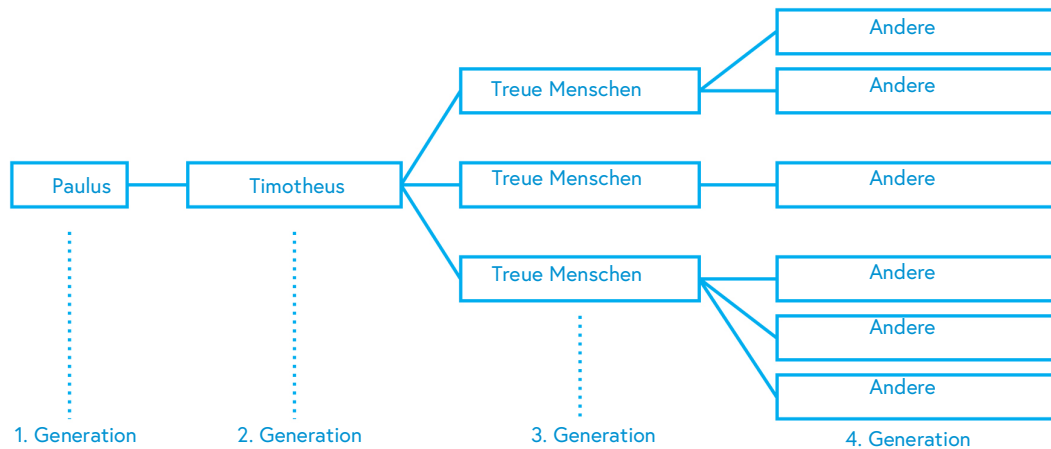 Andere
Treue Menschen
Andere
Paulus
Timotheus
Treue Menschen
Andere
Treue Menschen
Andere
Andere
Andere
1. Generation
2. Generation
3. Generation
4. Generation